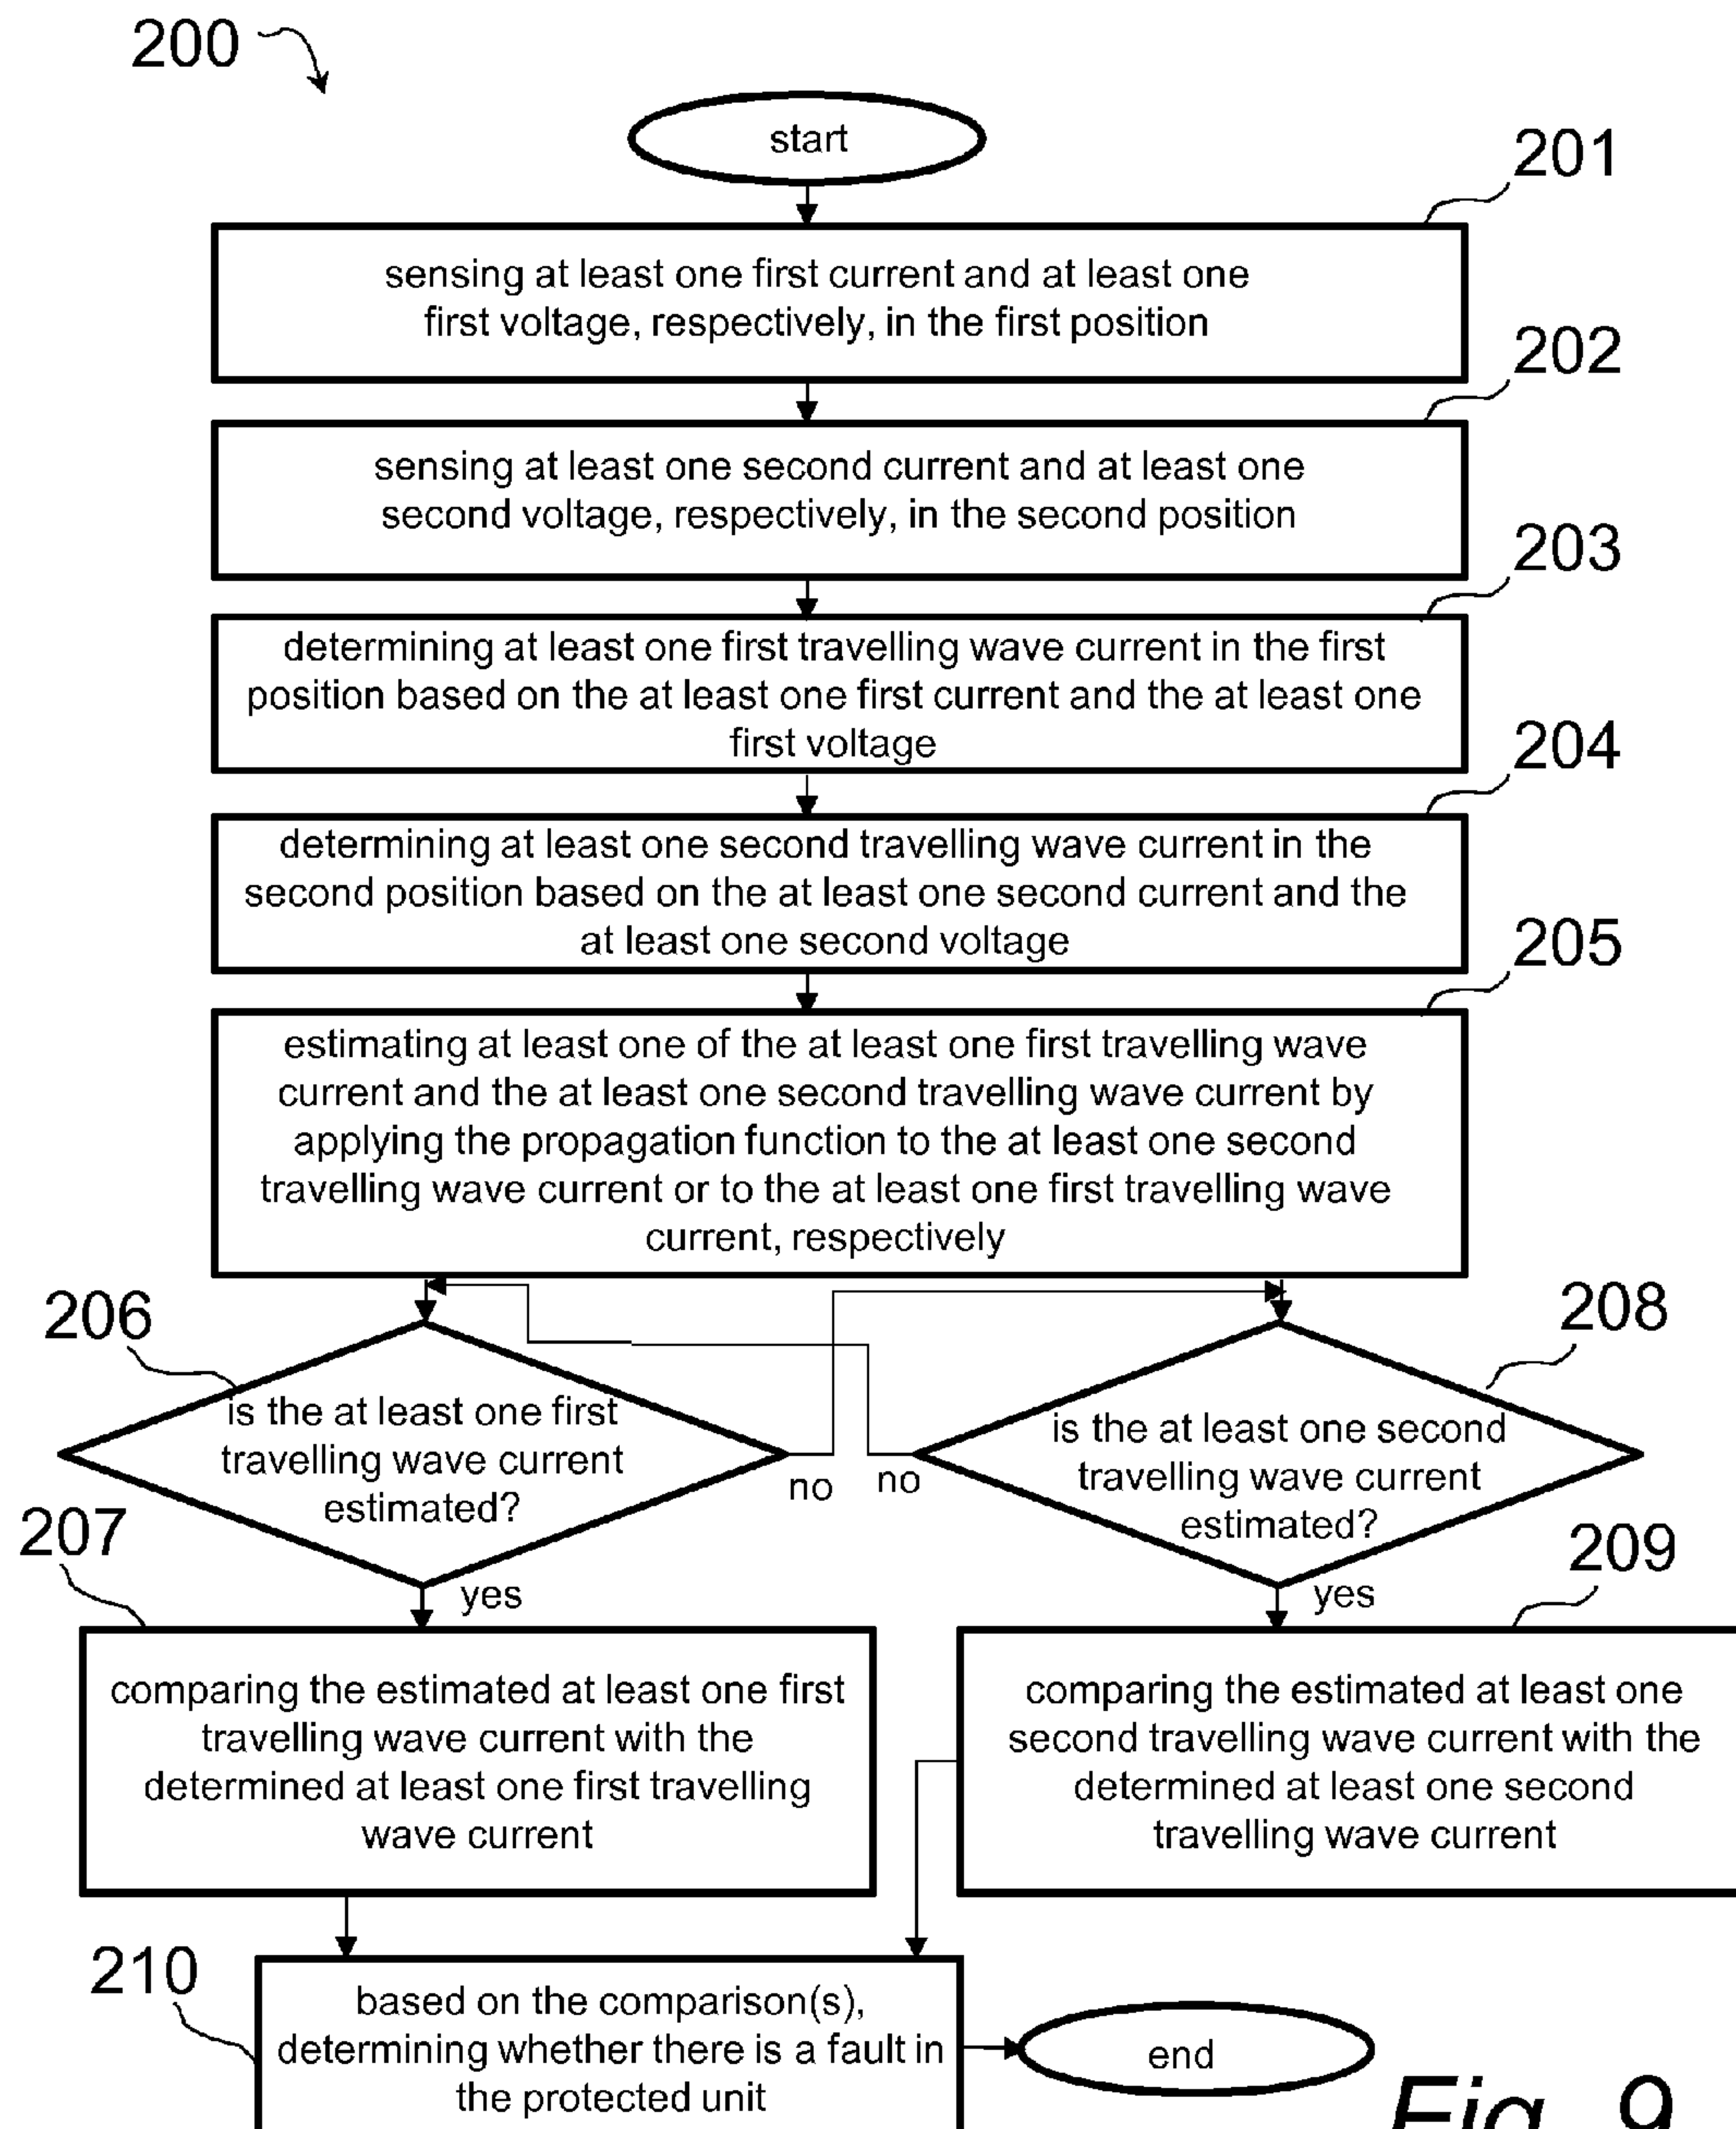 200
start
201
sensing at least one first current and at least one
first voltage, respectively, in the first position
202
sensing at least one second current and at least one
second voltage, respectively, in the second position
203
determining at least one first travelling wave current in the first
position based on the at least one first current and the at least one
first voltage
204
determining at least one second travelling wave current in the
second position based on the at least one second current and the
at least one second voltage
205
estimating at least one of the at least one first travelling wave
current and the at least one second travelling wave current by
applying the propagation function to the at least one second
travelling wave current or to the at least one first travelling wave
current, respectively
206
is the at least one first
travelling wave current
estimated?
no
yes
208
is the at least one second
travelling wave current
estimated?
no
yes
207
comparing the estimated at least one first
travelling wave current with the
determined at least one first travelling
wave current
209
comparing the estimated at least one
second travelling wave current with the
determined at least one second
travelling wave current
210
based on the comparison(s),
determining whether there is a fault in
the protected unit
end
Fig. 9